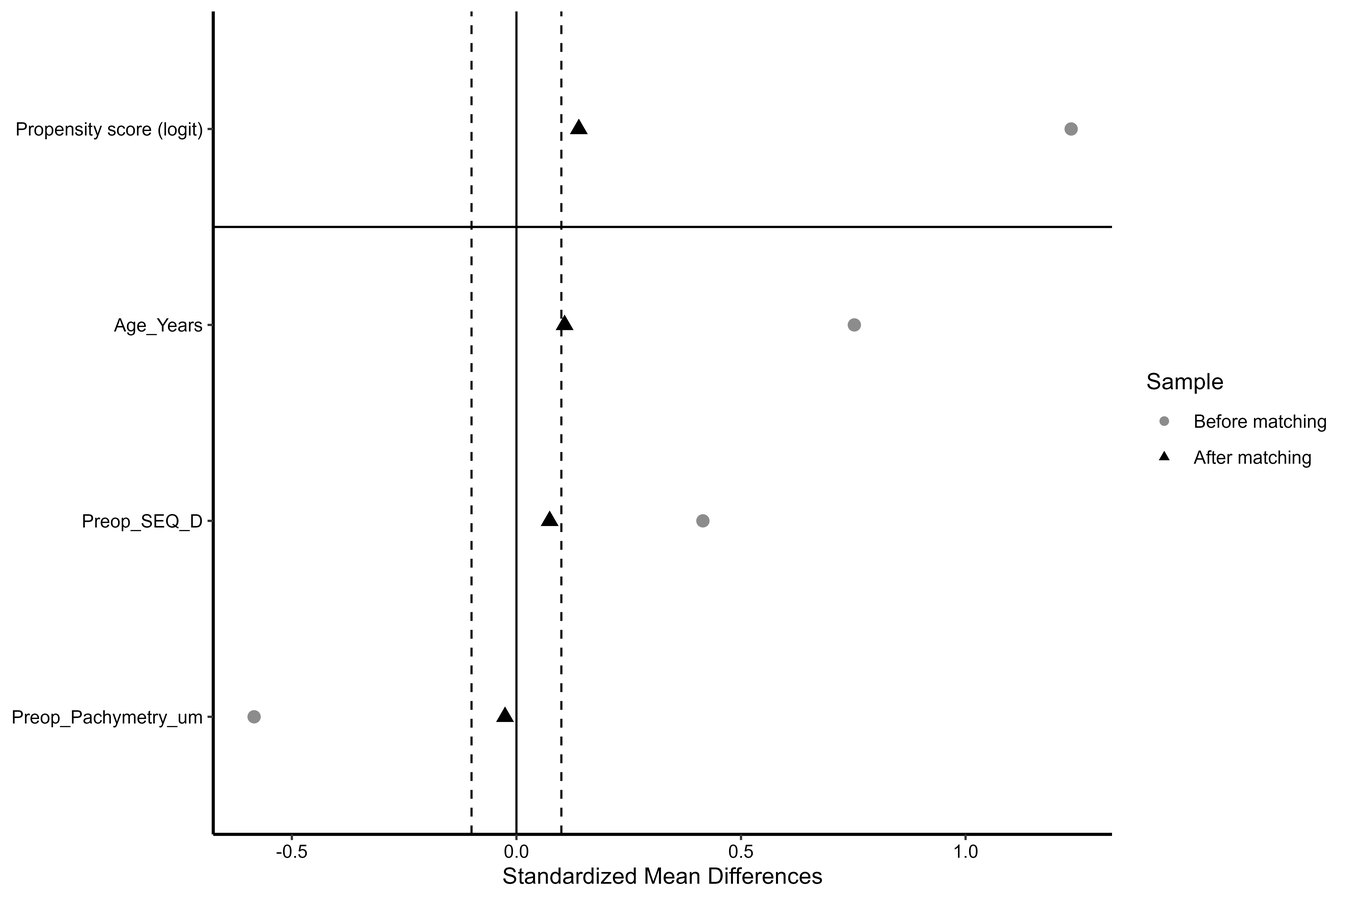 Propensity score (logit)
Age_Years
Preop_SEQ_D
Preop_Pachymetry_um
-0.5
0.0
0.5
1.0
Standardized Mean Differences
Sample
Before matching
After matching